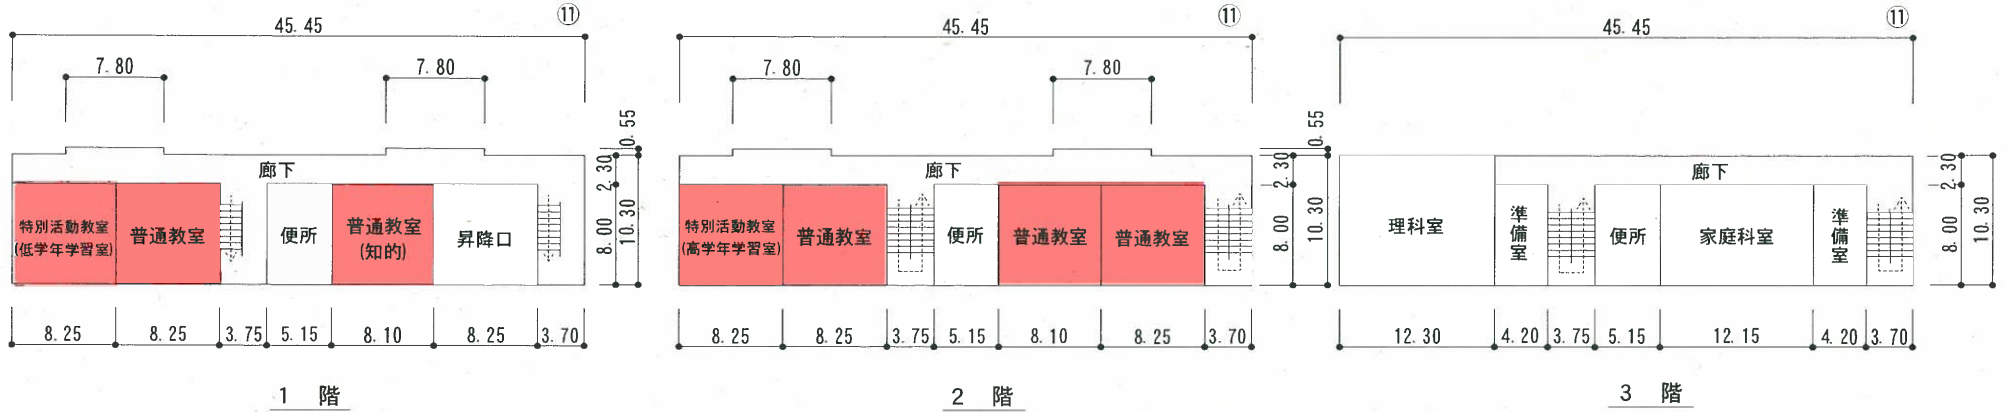 ⑪
45.45
7.80
7.80
0.55
廊下
2.30
特別活動教室
(低学年学習室)
普通教室
便所
普通教室
(知的)
昇降口
8.00
10.30
8.25
8.25
3.75
5.15
8.10
8.25
3.70
1 階
⑪
45.45
7.80
7.80
0.55
廊下
2.30
特別活動教室
(高学年学習室)
普通教室
便所
普通教室
普通教室
8.00
10.30
8.25
8.25
3.75
5.15
8.10
8.25
3.70
2 階
⑪
45.45
廊下
2.30
理科室
準備室
便所
家庭科室
準備室
8.00
10.30
12.30
4.20
3.75
5.15
12.15
4.20
3.70
3 階